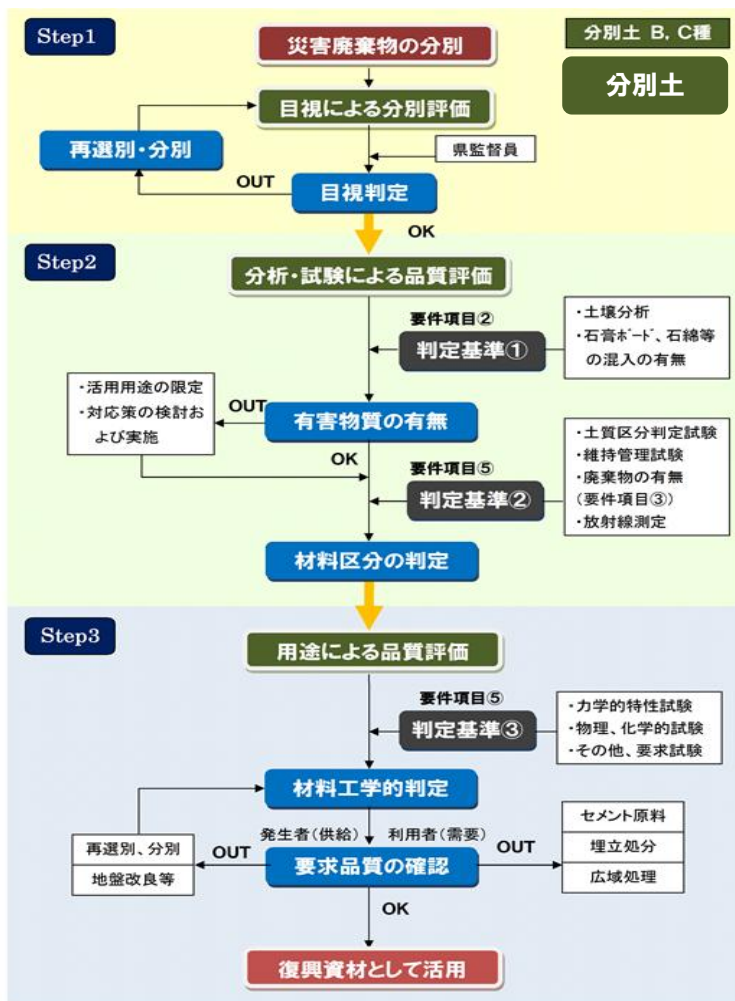 Step1
災害廃棄物の分別
分別土 B, C種
分別土
目視による分別評価
再選別・分別
県監督員
OUT
目視判定
OK
Step2
分析・試験による品質評価
要件項目②
判定基準①
・土壌分析
・石膏ボード、石綿等
の混入の有無
・活用用途の限定
・対応策の検討お
よび実施
OUT
有害物質の有無
OK
要件項目⑤
判定基準②
・土質区分判定試験
・維持管理試験
・廃棄物の有無
(要件項目③)
・放射線測定
材料区分の判定
Step3
用途による品質評価
要件項目⑤
判定基準③
・力学的特性試験
・物理、化学的試験
・その他、要求試験
材料工学的判定
発生者(供給)
利用者(需要)
再選別、分別
地盤改良等
OUT
要求品質の確認
OUT
セメント原料
埋立処分
広域処理
OK
復興資材として活用